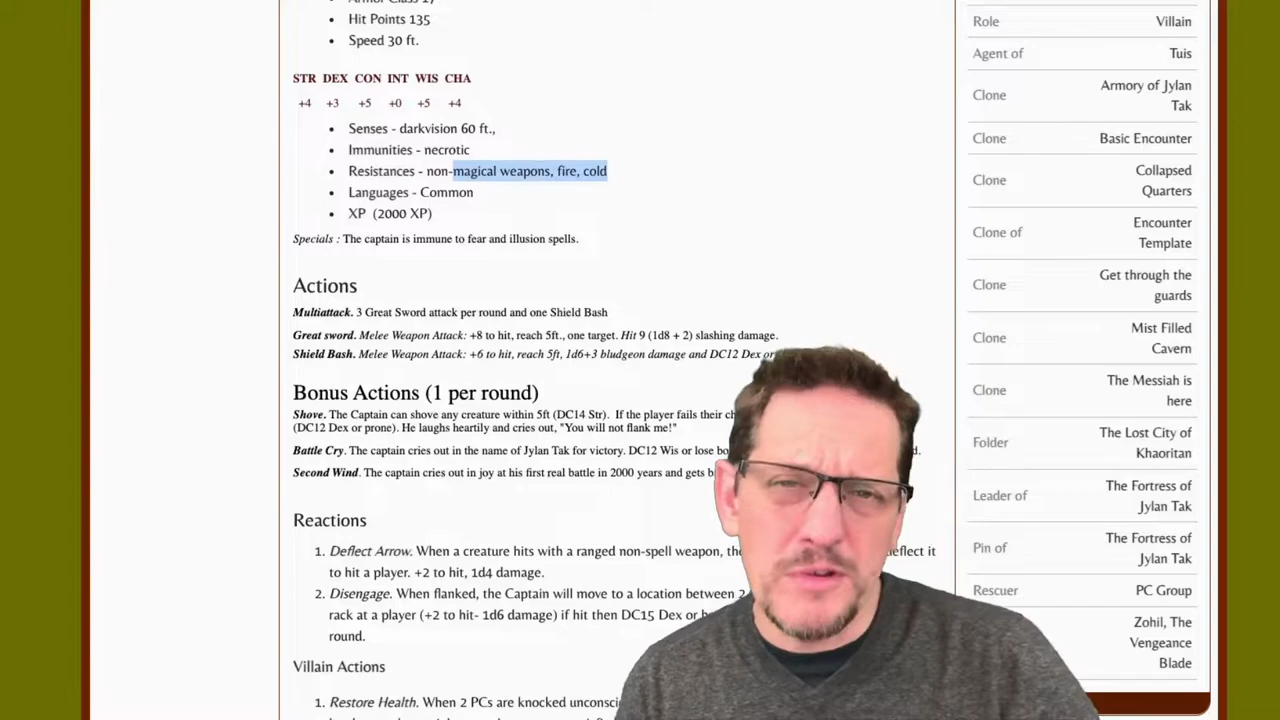 Hit Points 135
Speed 30 ft.
STR DEX CON INT WIS CHA
+4 +3 +5 +0 +5 +4
Senses - darkvision 60 ft.,
Immunities - necrotic
Resistances - non-magical weapons, fire, cold
Languages - Common
XP (2000 XP)
Specials : The captain is immune to fear and illusion spells.
Actions
Multiattack. 3 Great Sword attack per round and one Shield Bash
Great sword. Melee Weapon Attack: +8 to hit, reach 5ft., one target. Hit 9 (1d8 + 2) slashing damage.
Shield Bash. Melee Weapon Attack: +6 to hit, reach 5ft, 1d6+3 bludgeon damage and DC12 Dex or
Bonus Actions (1 per round)
Shove. The Captain can shove any creature within 5ft (DC14 Str). If the player fails their
(DC12 Dex or prone). He laughs heartily and cries out, "You will not flank me!"
Battle Cry. The captain cries out in the name of Jylan Tak for victory. DC12 Wis or lose
Second Wind. The captain cries out in joy at his first real battle in 2000 years and gets
Reactions
1. Deflect Arrow. When a creature hits with a ranged non-spell weapon, eflect it
to hit a player. +2 to hit, 1d4 damage.
2. Disengage. When flanked, the Captain will move to a location between 2
rack at a player (+2 to hit- 1d6 damage) if hit then DC15 Dex or
round.
Villain Actions
1. Restore Health. When 2 PCs are knocked
Role Villain
Agent of Tuis
Clone Armory of Jylan
Tak
Clone Basic Encounter
Clone Collapsed
Quarters
Clone of Encounter
Template
Clone Get through the
guards
Clone Mist Filled
Cavern
Clone The Messiah is
here
Folder The Lost City of
Khaoritan
Leader of The Fortress of
Jylan Tak
Pin of The Fortress of
Jylan Tak
Rescuer PC Group
Zohil, The
Vengeance
Blade